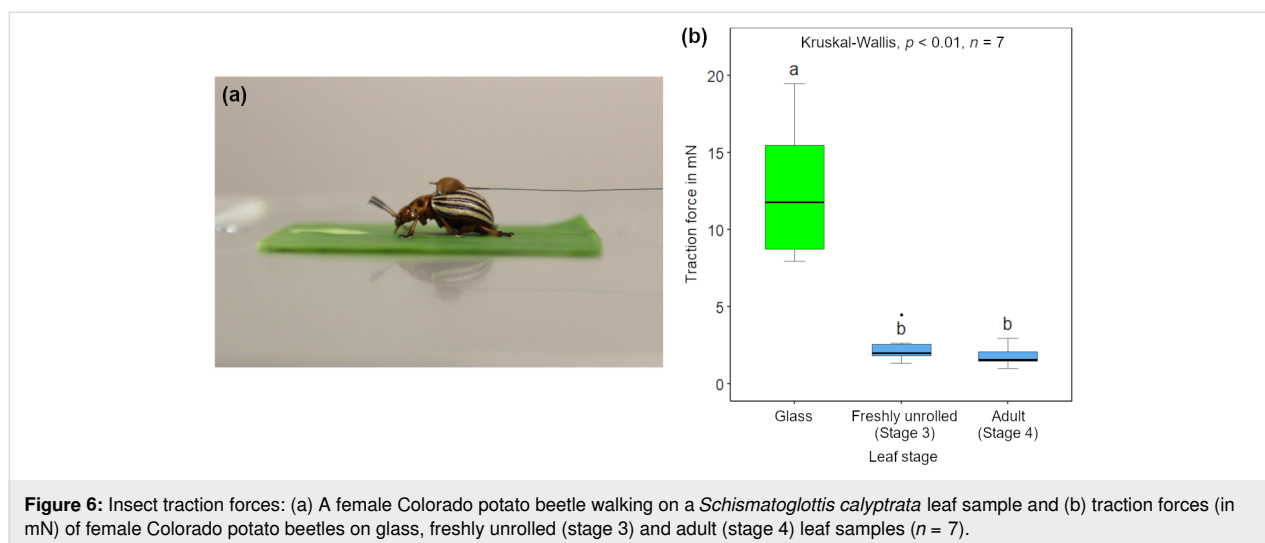 (a)
(b)
Kruskal-Wallis, p < 0.01, n = 7
Traction force in mN
20
15
10
5
0
a
b
b
Glass
Freshly unrolled
(Stage 3)
Adult
(Stage 4)
Leaf stage
Figure 6: Insect traction forces: (a) A female Colorado potato beetle walking on a Schismatoglottis calyptrata leaf sample and (b) traction forces (in
mN) of female Colorado potato beetles on glass, freshly unrolled (stage 3) and adult (stage 4) leaf samples (n = 7).